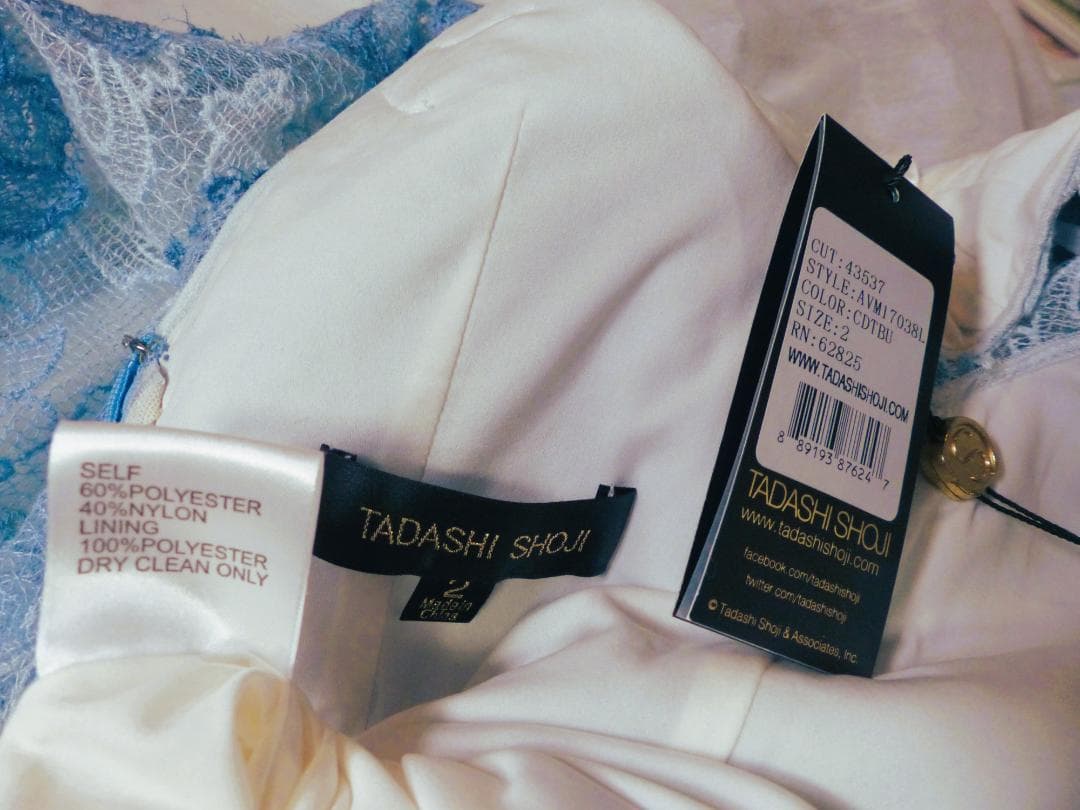 SELF
60%POLYESTER
40%NYLON
LINING
100%POLYESTER
DRY CLEAN ONLY
TADASHI SHOJI
2
Made in
China
CUT:43537
STYLE:AVM17038L
COLOR:CDTBU
SIZE:2
RN:62825
WWW.TADASHISHOJI.COM
8 89193 87624 7
TADASHI SHOJI
www.tadashishoji.com
facebook.com/tadashishoji
twitter.com/tadashishoji
© Tadashi Shoji & Associates, Inc.